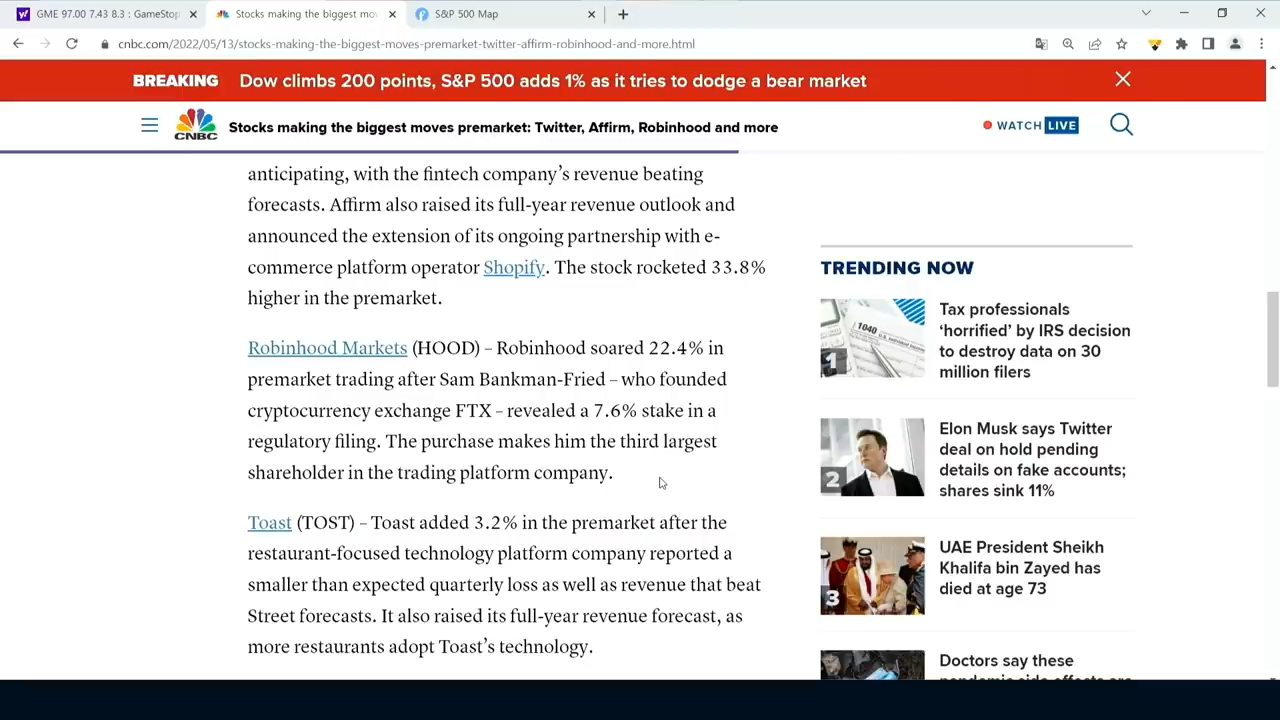 GME 97.00 7.43 8.3 : GameStop
Stocks making the biggest mo
S&P 500 Map
cnbc.com/2022/05/13/stocks-making-the-biggest-moves-premarket-twitter-affirm-robinhood-and-more.html
BREAKING Dow climbs 200 points, S&P 500 adds 1% as it tries to dodge a bear market
CNBC
Stocks making the biggest moves premarket: Twitter, Affirm, Robinhood and more
WATCH LIVE
anticipating, with the fintech company’s revenue beating
forecasts. Affirm also raised its full-year revenue outlook and
announced the extension of its ongoing partnership with e-
commerce platform operator Shopify. The stock rocketed 33.8%
higher in the premarket.
Robinhood Markets (HOOD) – Robinhood soared 22.4% in
premarket trading after Sam Bankman-Fried – who founded
cryptocurrency exchange FTX – revealed a 7.6% stake in a
regulatory filing. The purchase makes him the third largest
shareholder in the trading platform company.
Toast (TOST) – Toast added 3.2% in the premarket after the
restaurant-focused technology platform company reported a
smaller than expected quarterly loss as well as revenue that beat
Street forecasts. It also raised its full-year revenue forecast, as
more restaurants adopt Toast’s technology.
TRENDING NOW
1040
1
Tax professionals
‘horrified’ by IRS decision
to destroy data on 30
million filers
2
Elon Musk says Twitter
deal on hold pending
details on fake accounts;
shares sink 11%
3
UAE President Sheikh
Khalifa bin Zayed has
died at age 73
Doctors say these